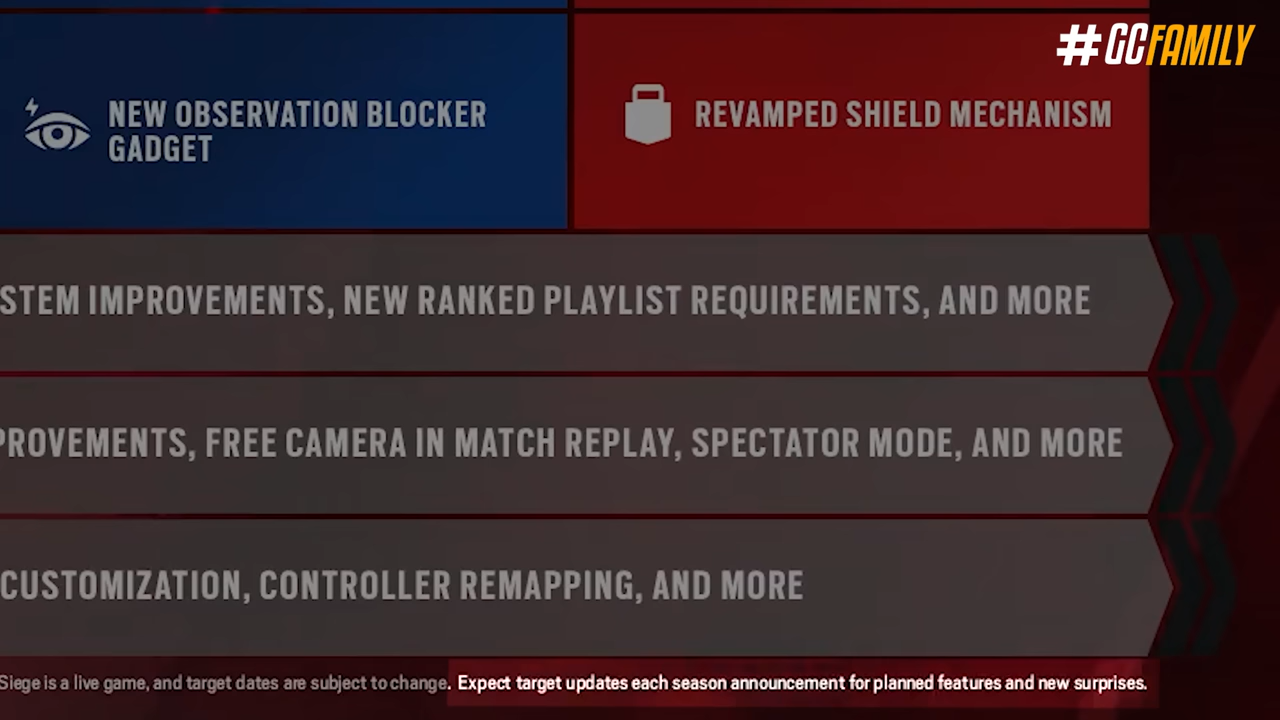 #GCFAMILY
NEW OBSERVATION BLOCKER
GADGET
REVAMPED SHIELD MECHANISM
STEM IMPROVEMENTS, NEW RANKED PLAYLIST REQUIREMENTS, AND MORE
PROVEMENTS, FREE CAMERA IN MATCH REPLAY, SPECTATOR MODE, AND MORE
CUSTOMIZATION, CONTROLLER REMAPPING, AND MORE
Siege is a live game, and target dates are subject to change. Expect target updates each season announcement for planned features and new surprises.